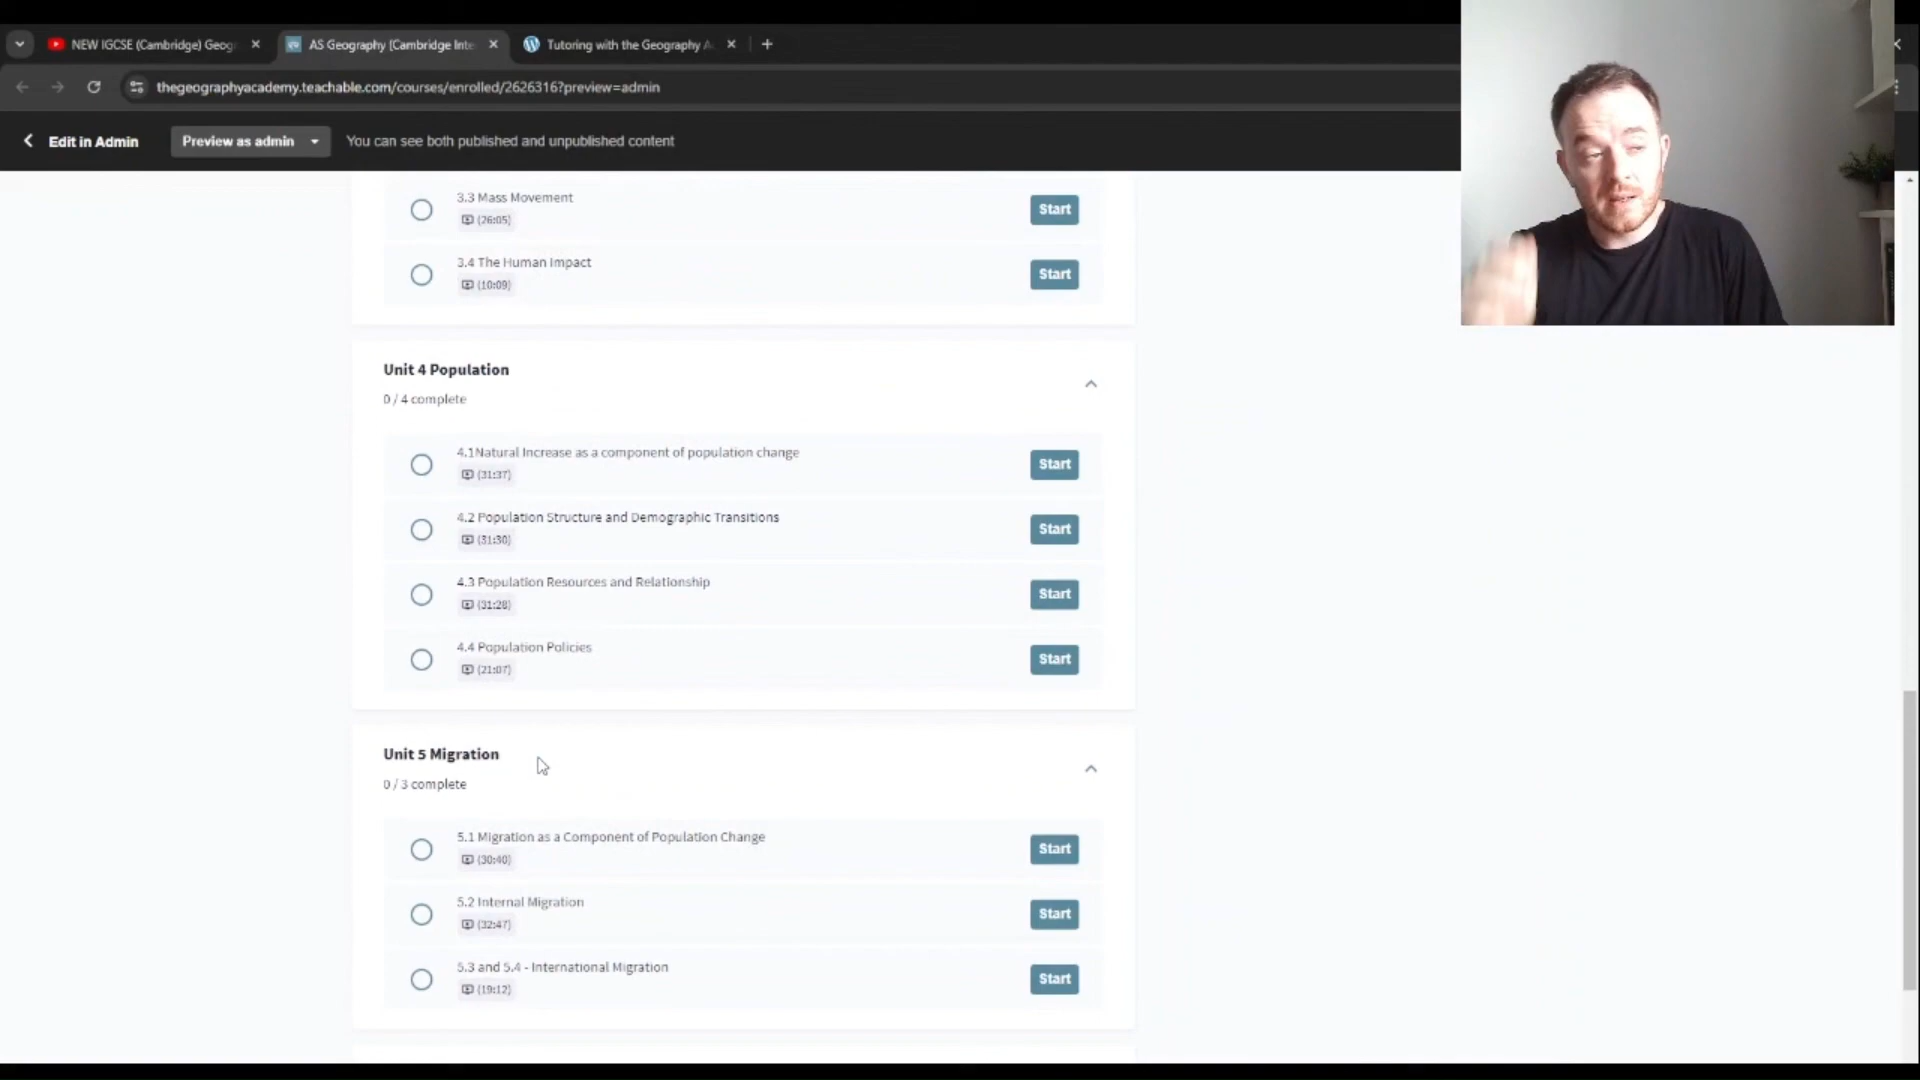 NEW IGCSE (Cambridge) Geog
AS Geography [Cambridge Inte
Tutoring with the Geography A
thegeographyacademy.teachable.com/courses/enrolled/2626316?preview=admin
Edit in Admin
Preview as admin
You can see both published and unpublished content
3.3 Mass Movement
Start
(26:05)
3.4 The Human Impact
Start
(10:09)
Unit 4 Population
0 / 4 complete
4.1Natural Increase as a component of population change
Start
(31:37)
4.2 Population Structure and Demographic Transitions
Start
(31:30)
4.3 Population Resources and Relationship
Start
(31:28)
4.4 Population Policies
Start
(21:07)
Unit 5 Migration
0 / 3 complete
5.1 Migration as a Component of Population Change
Start
(30:40)
5.2 Internal Migration
Start
(32:47)
5.3 and 5.4 - International Migration
Start
(19:12)